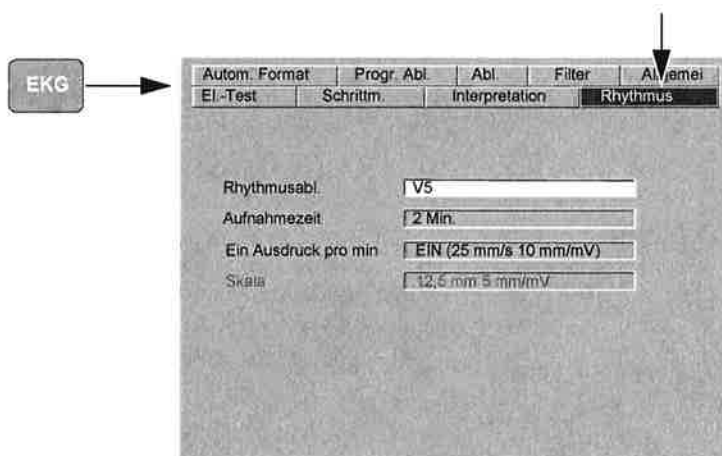 EKG
Autom. Format Progr. Abl. Abl. Filter
El.-Test Schrittm. Interpretation Rhythmus
Rhythmusabl. V5
Aufnahmezeit 2 Min.
Ein Ausdruck pro min EIN (25 mm/s 10 mm/mV)
Skala 12,5 mm 5 mm/mV